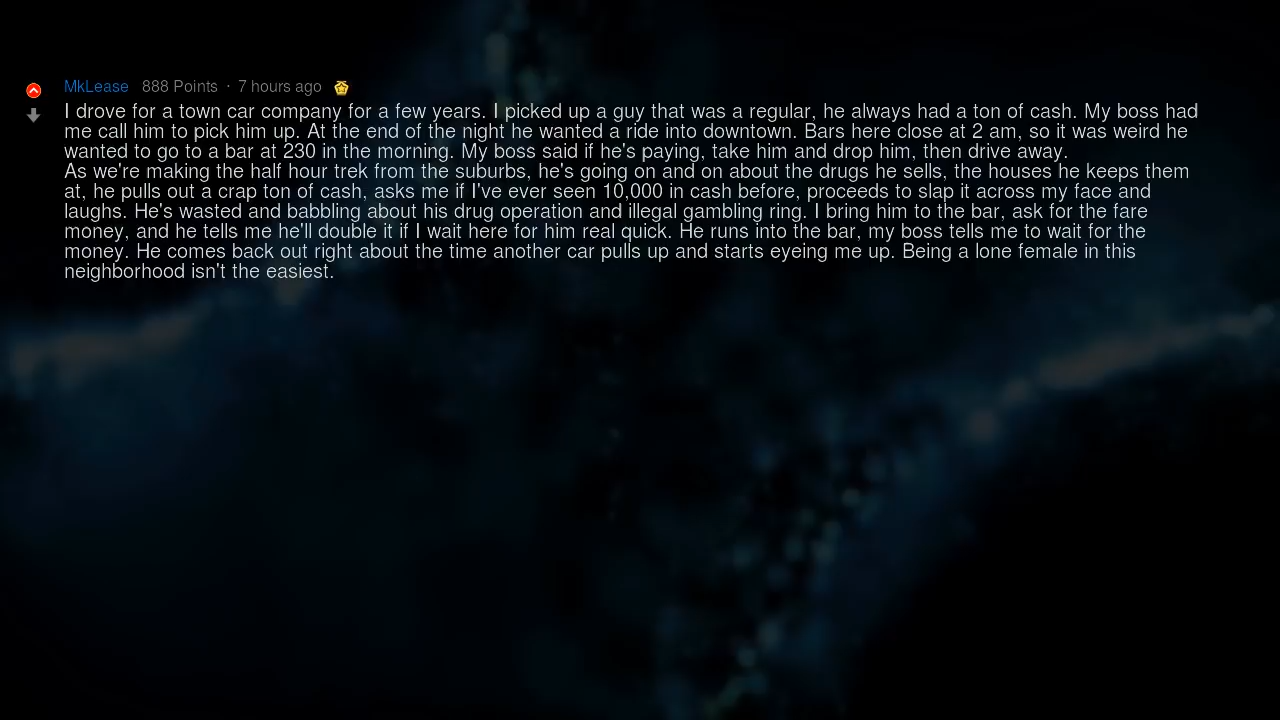 MkLease 888 Points · 7 hours ago
I drove for a town car company for a few years. I picked up a guy that was a regular, he always had a ton of cash. My boss had
me call him to pick him up. At the end of the night he wanted a ride into downtown. Bars here close at 2 am, so it was weird he
wanted to go to a bar at 230 in the morning. My boss said if he's paying, take him and drop him, then drive away.
As we're making the half hour trek from the suburbs, he's going on and on about the drugs he sells, the houses he keeps them
at, he pulls out a crap ton of cash, asks me if I've ever seen 10,000 in cash before, proceeds to slap it across my face and
laughs. He's wasted and babbling about his drug operation and illegal gambling ring. I bring him to the bar, ask for the fare
money, and he tells me he'll double it if I wait here for him real quick. He runs into the bar, my boss tells me to wait for the
money. He comes back out right about the time another car pulls up and starts eyeing me up. Being a lone female in this
neighborhood isn't the easiest.